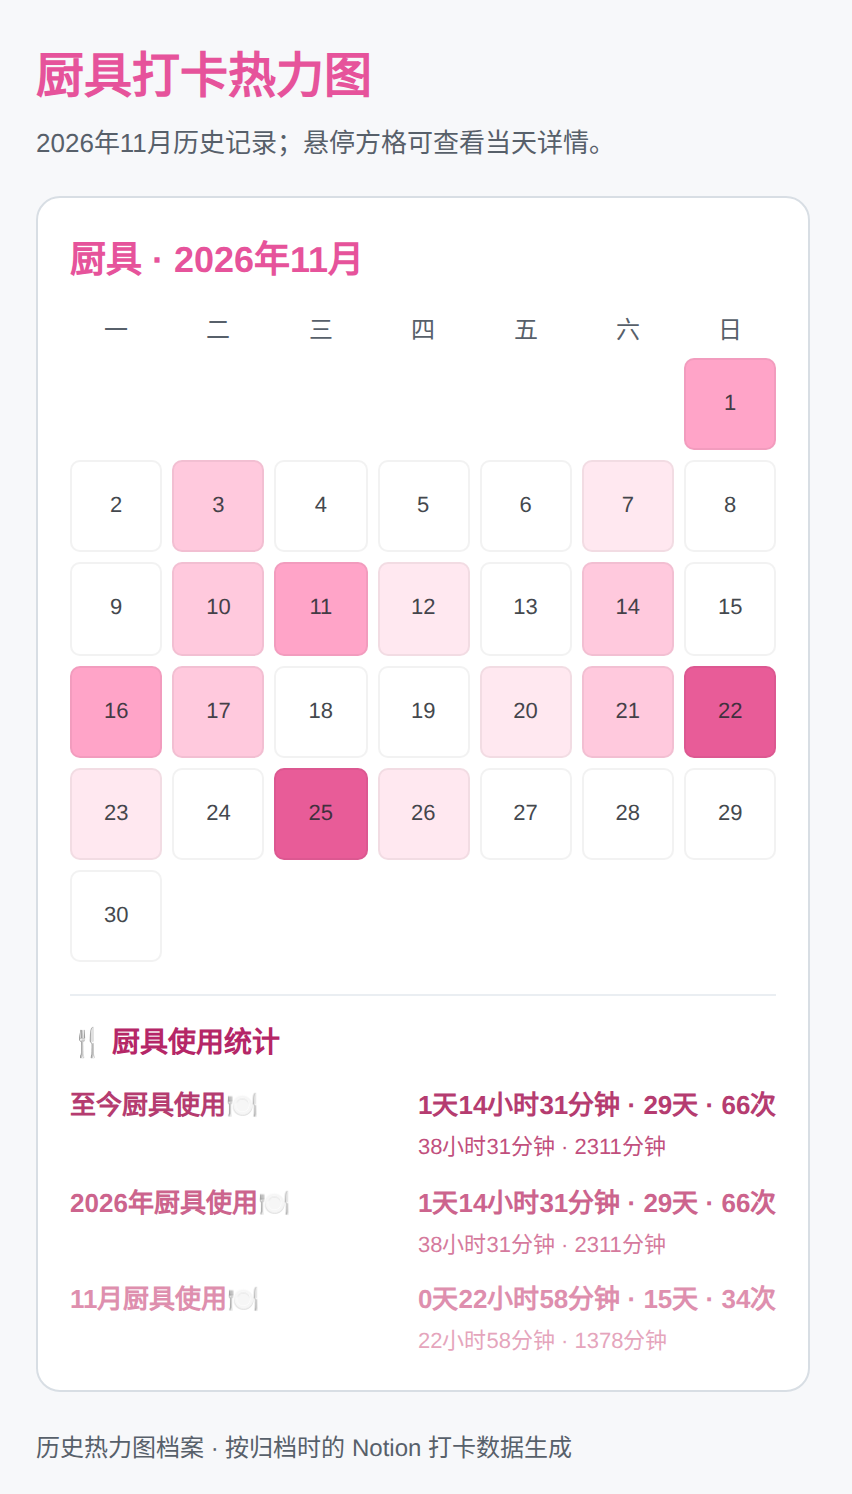 厨具打卡热力图
2026年11月历史记录；悬停方格可查看当天详情。
厨具 · 2026年11月
一 二 三 四 五 六 日
1
2 3 4 5 6 7 8
9 10 11 12 13 14 15
16 17 18 19 20 21 22
23 24 25 26 27 28 29
30
🍴 厨具使用统计
至今厨具使用🍽️ 1天14小时31分钟 · 29天 · 66次
38小时31分钟 · 2311分钟
2026年厨具使用🍽️ 1天14小时31分钟 · 29天 · 66次
38小时31分钟 · 2311分钟
11月厨具使用🍽️ 0天22小时58分钟 · 15天 · 34次
22小时58分钟 · 1378分钟
历史热力图档案 · 按归档时的 Notion 打卡数据生成